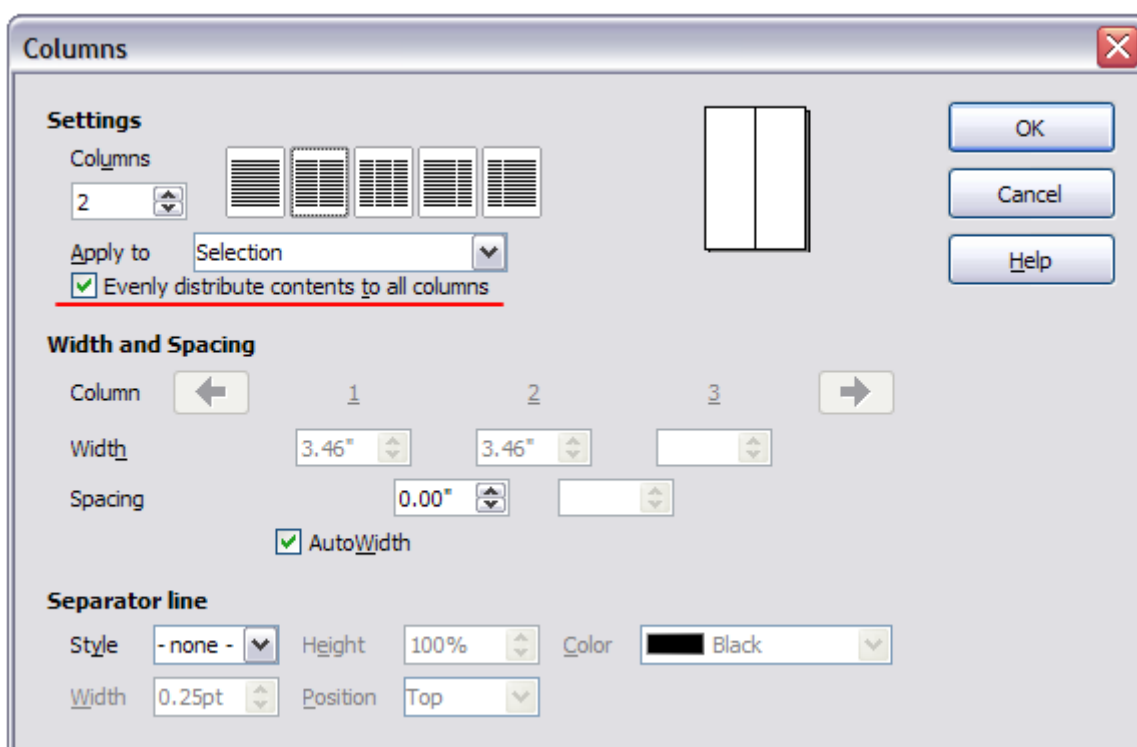 Columns
Settings
Columns
2
OK
Cancel
Help
Apply to Selection
Evenly distribute contents to all columns
Width and Spacing
Column 1 2 3
Width 3.46" 3.46"
Spacing 0.00"
AutoWidth
Separator line
Style - none - Height 100% Color Black
Width 0.25pt Position Top